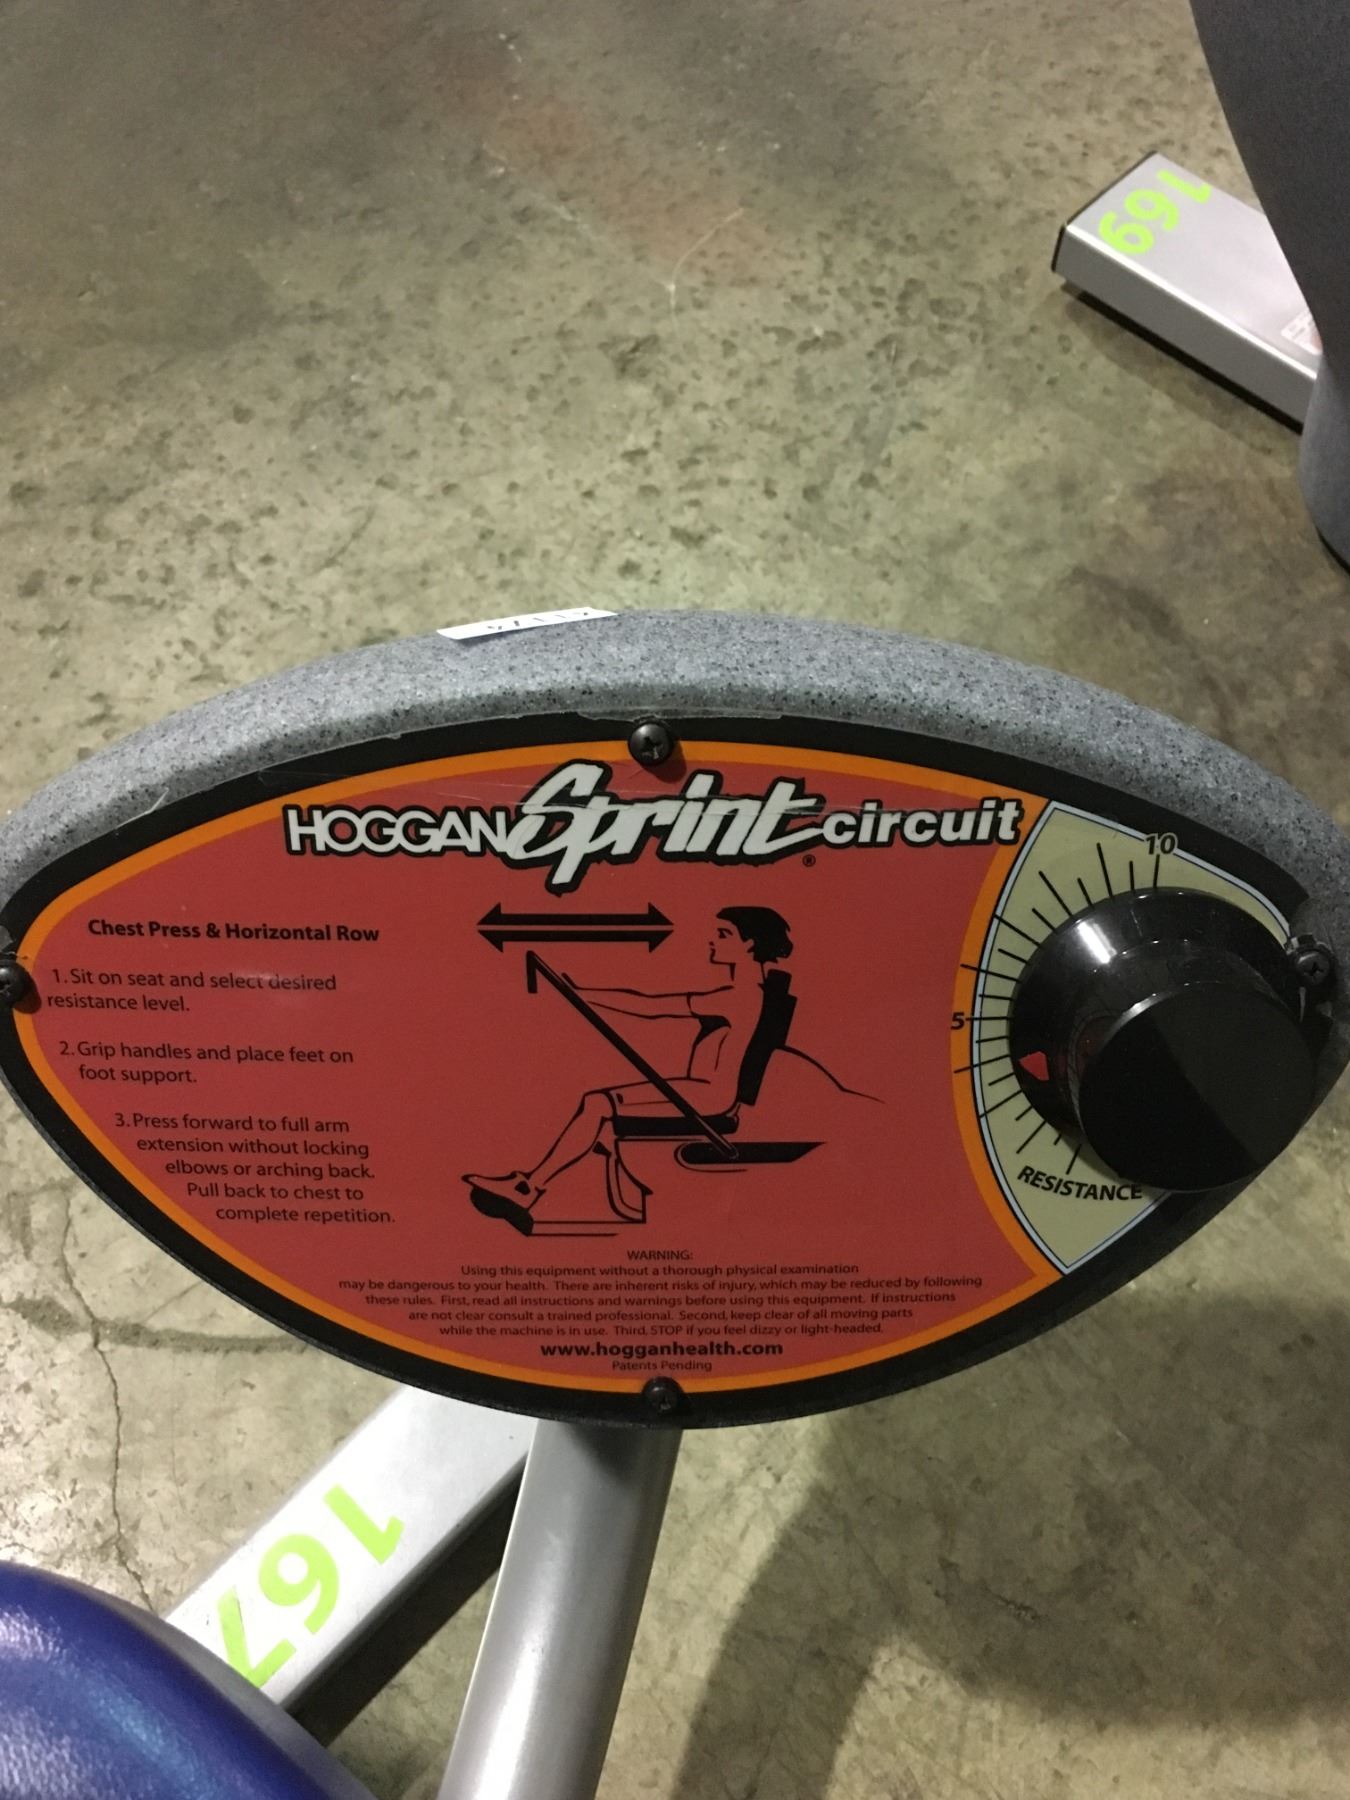 169
HOGGAN Sprint® circuit
10
5
RESISTANCE
Chest Press & Horizontal Row
1. Sit on seat and select desired
resistance level.
2. Grip handles and place feet on
foot support.
3. Press forward to full arm
extension without locking
elbows or arching back.
Pull back to chest to
complete repetition.
WARNING:
Using this equipment without a thorough physical examination
may be dangerous to your health. There are inherent risks of injury, which may be reduced by following
these rules. First, read all instructions and warnings before using this equipment. If instructions
are not clear consult a trained professional. Second, keep clear of all moving parts
while the machine is in use. Third, STOP if you feel dizzy or light-headed.
www.hogganhealth.com
Patents Pending
167